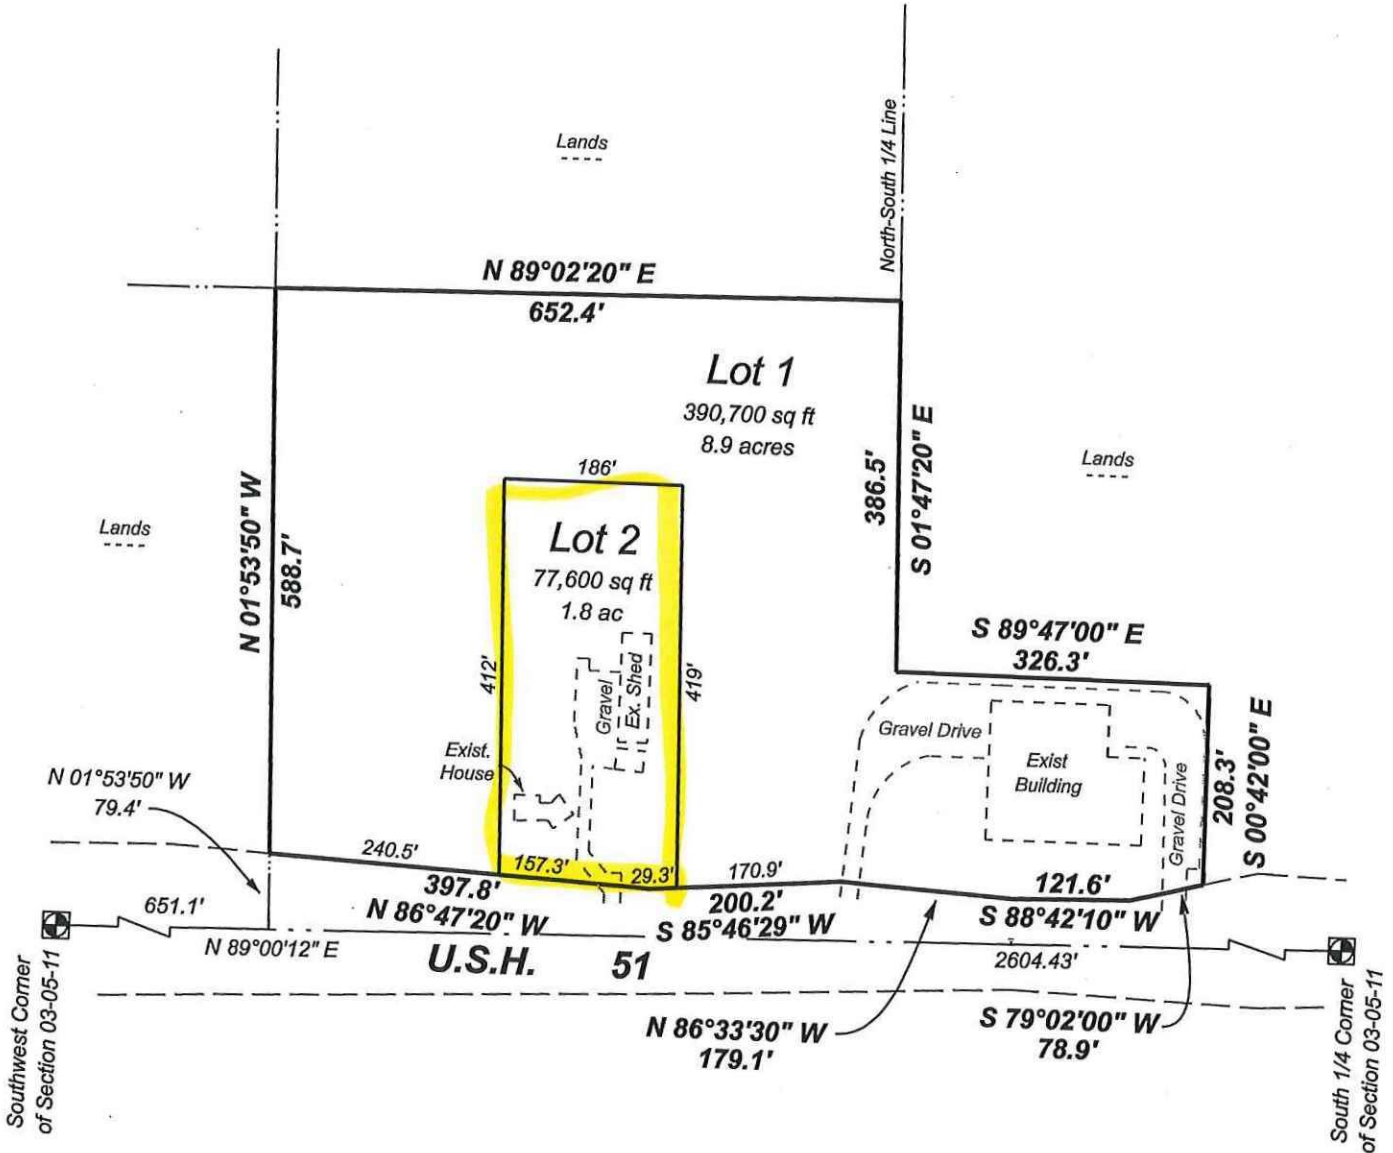 Lands
North-South 1/4 Line
N 89°02'20" E
652.4'
Lot 1
390,700 sq ft
8.9 acres
186'
Lot 2
77,600 sq ft
1.8 ac
Lands
Lands
N 01°53'50" W
588.7'
386.5'
S 01°47'20" E
S 89°47'00" E
326.3'
412'
419'
Gravel
Ex. Shed
Exist.
House
Gravel Drive
Exist
Building
Gravel Drive
208.3'
S 00°42'00" E
N 01°53'50" W
79.4'
240.5'
157.3'
29.3'
170.9'
121.6'
397.8'
200.2'
N 86°47'20" W
S 85°46'29" W
S 88°42'10" W
651.1'
N 89°00'12" E
U.S.H. 51
2604.43'
N 86°33'30" W
179.1'
S 79°02'00" W
78.9'
Southwest Corner
of Section 03-05-11
South 1/4 Corner
of Section 03-05-11